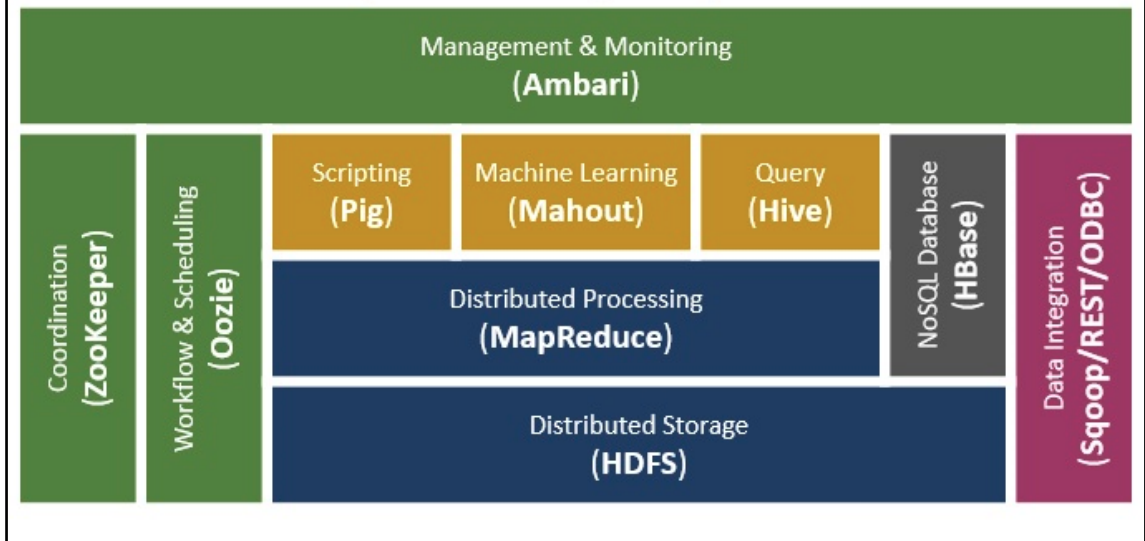 Management & Monitoring
(Ambari)
Coordination
(ZooKeeper)
Workflow & Scheduling
(Oozie)
Scripting
(Pig)
Machine Learning
(Mahout)
Query
(Hive)
Distributed Processing
(MapReduce)
Distributed Storage
(HDFS)
NoSQL Database
(HBase)
Data Integration
(Sqoop/REST/ODBC)